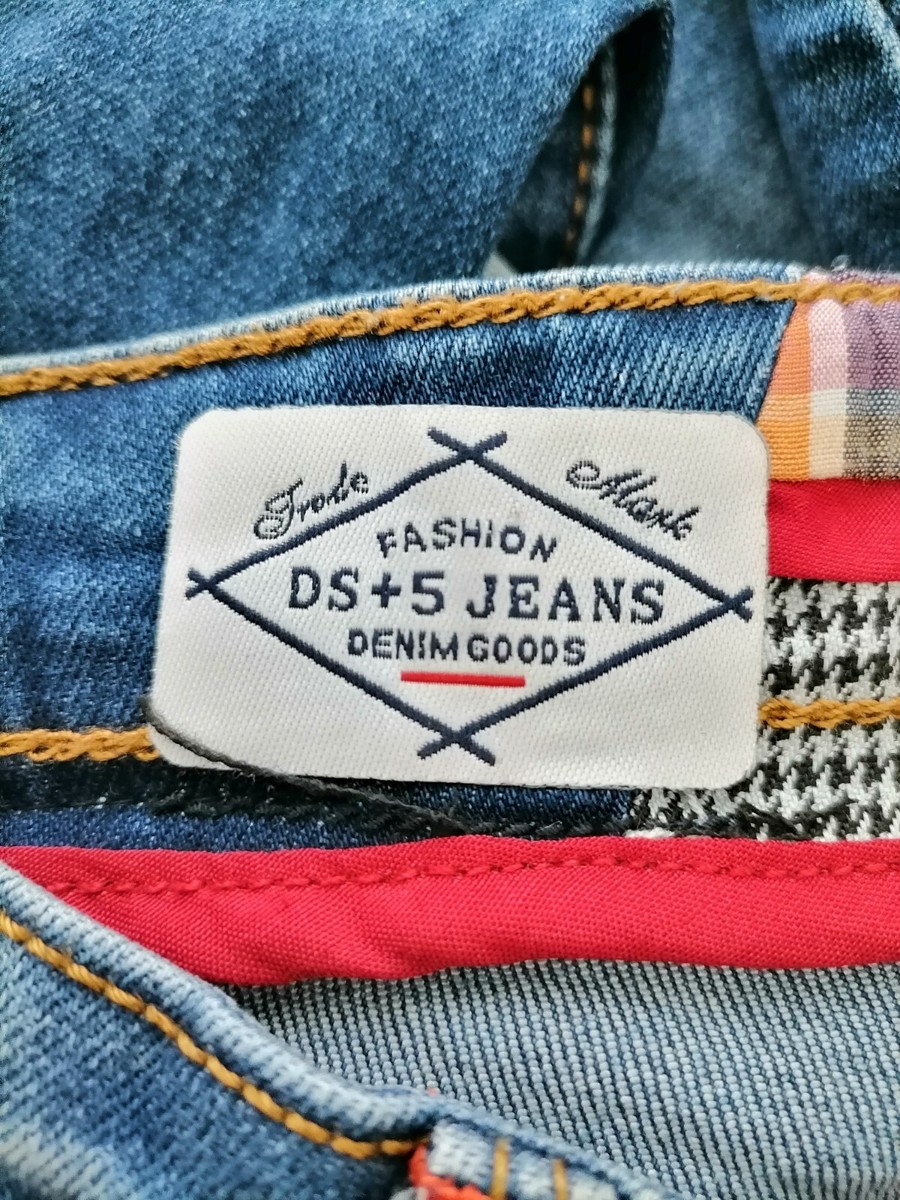 Trade Mark
FASHION
DS+5 JEANS
DENIM GOODS